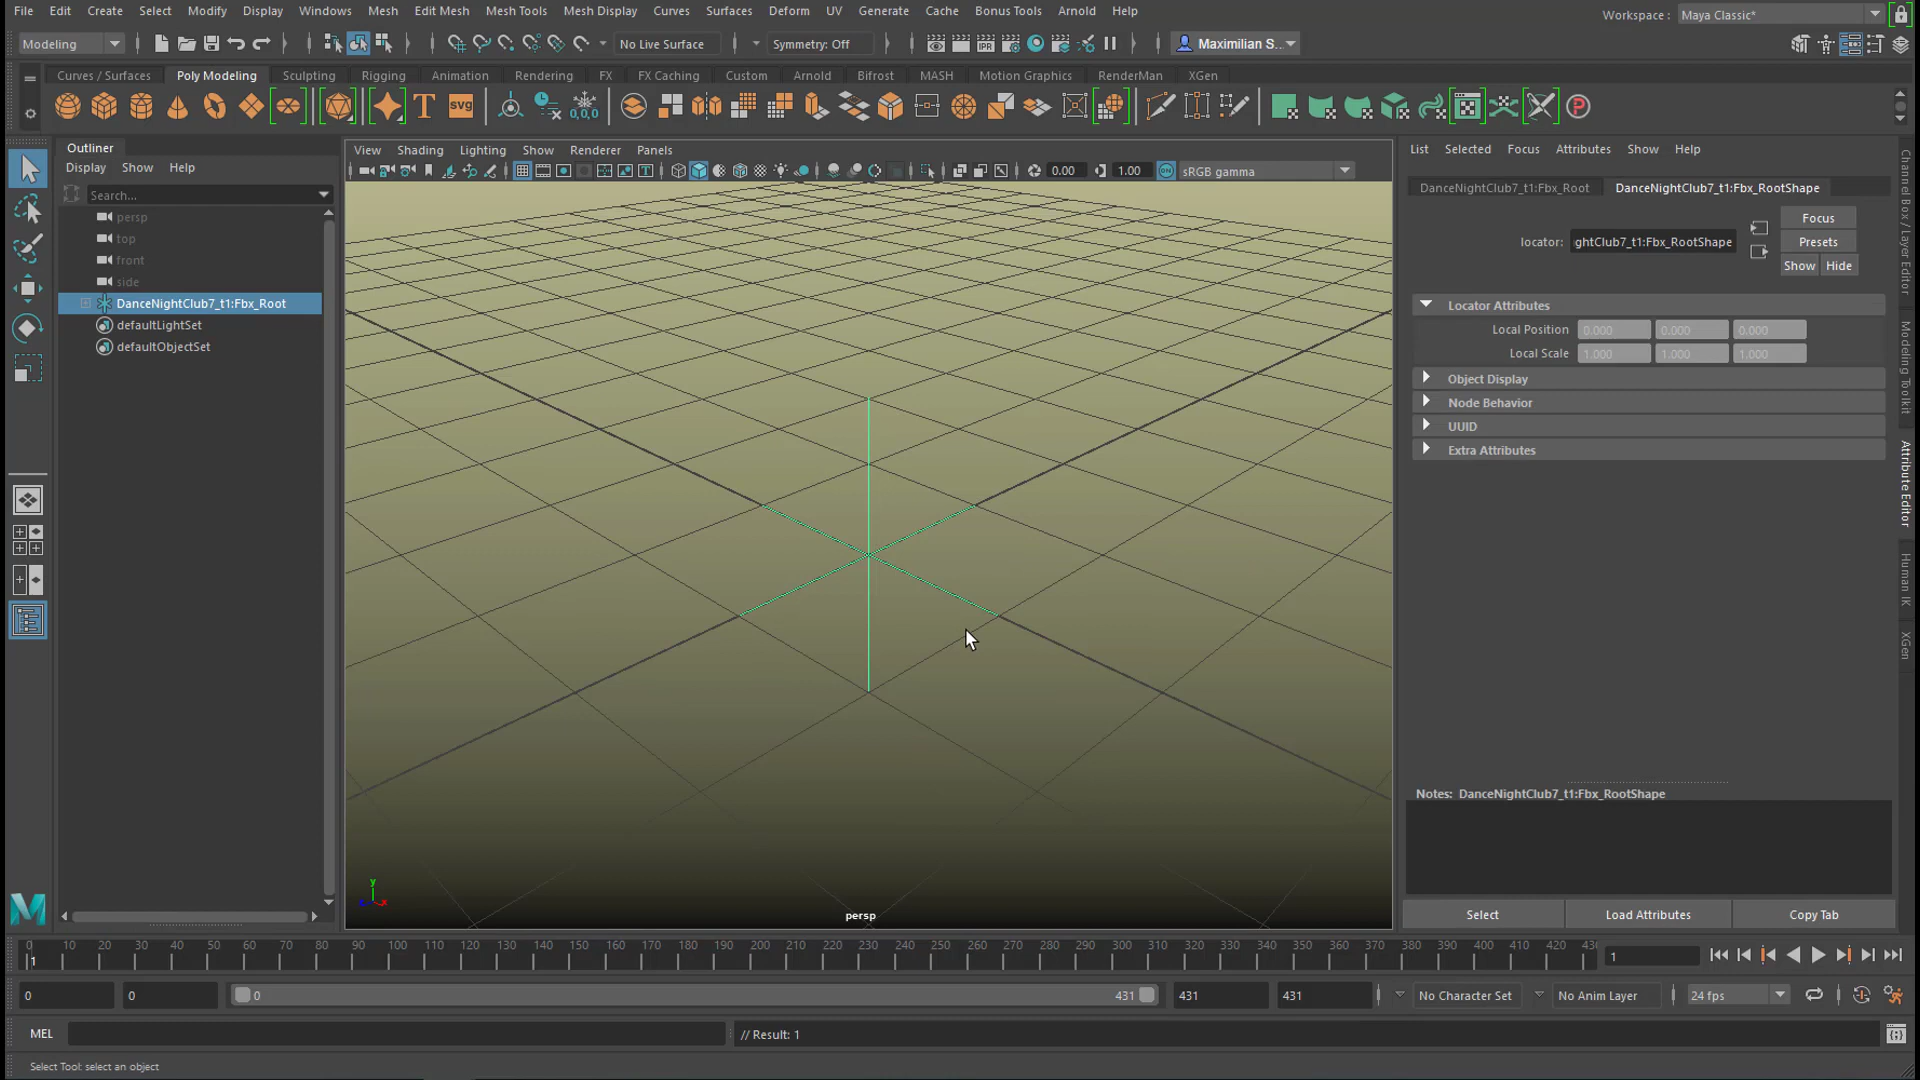 File Edit Create Select Modify Display Windows Mesh Edit Mesh Mesh Tools Mesh Display Curves Surfaces Deform UV Generate Cache Bonus Tools Arnold Help
Workspace : Maya Classic*
Modeling No Live Surface Symmetry: Off IPR Maximilian S...
Curves / Surfaces Poly Modeling Sculpting Rigging Animation Rendering FX FX Caching Custom Arnold Bifrost MASH Motion Graphics RenderMan XGen
T svg 0,0,0 P
Outliner
Display Show Help
Search...
persp
top
front
side
DanceNightClub7_t1:Fbx_Root
defaultLightSet
defaultObjectSet
View Shading Lighting Show Renderer Panels
0.00 1.00 ON sRGB gamma
y
x
persp
List Selected Focus Attributes Show Help
DanceNightClub7_t1:Fbx_Root DanceNightClub7_t1:Fbx_RootShape
locator: ghtClub7_t1:Fbx_RootShape
Focus
Presets
Show Hide
Locator Attributes
Local Position 0.000 0.000 0.000
Local Scale 1.000 1.000 1.000
Object Display
Node Behavior
UUID
Extra Attributes
Notes: DanceNightClub7_t1:Fbx_RootShape
Select Load Attributes Copy Tab
Channel Box / Layer Editor
Modeling Toolkit
Attribute Editor
Human IK
XGen
0 10 20 30 40 50 60 70 80 90 100 110 120 130 140 150 160 170 180 190 200 210 220 230 240 250 260 270 280 290 300 310 320 330 340 350 360 370 380 390 400 410 420 430
1 1
0 0 0 431 431 431 No Character Set No Anim Layer 24 fps
MEL // Result: 1
Select Tool: select an object